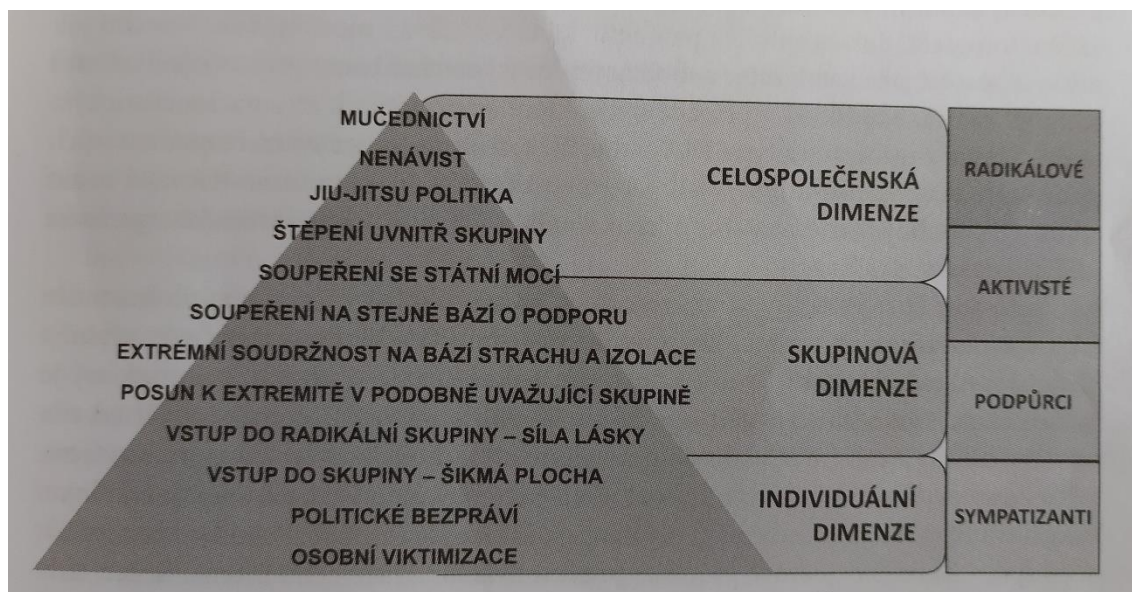 MUČEDNICTVÍ
NENÁVIST
JIU-JITSU POLITIKA
ŠTĚPENÍ UVNITŘ SKUPINY
SOUPEŘENÍ SE STÁTNÍ MOCÍ
SOUPEŘENÍ NA STEJNÉ BÁZÍ O PODPORU
EXTRÉMNÍ SOUDRŽNOST NA BÁZÍ STRACHU A IZOLACE
POSUN K EXTREMITĚ V PODOBNĚ UVAŽUJÍCÍ SKUPINĚ
VSTUP DO RADIKÁLNÍ SKUPINY – SÍLA LÁSKY
VSTUP DO SKUPINY – ŠIKMÁ PLOCHA
POLITICKÉ BEZPRÁVÍ
OSOBNÍ VIKTIMIZACE
CELOSPOLEČENSKÁ
DIMENZE
SKUPINOVÁ
DIMENZE
INDIVIDUÁLNÍ
DIMENZE
RADIKÁLOVÉ
AKTIVISTÉ
PODPŮRCI
SYMPATIZANTI